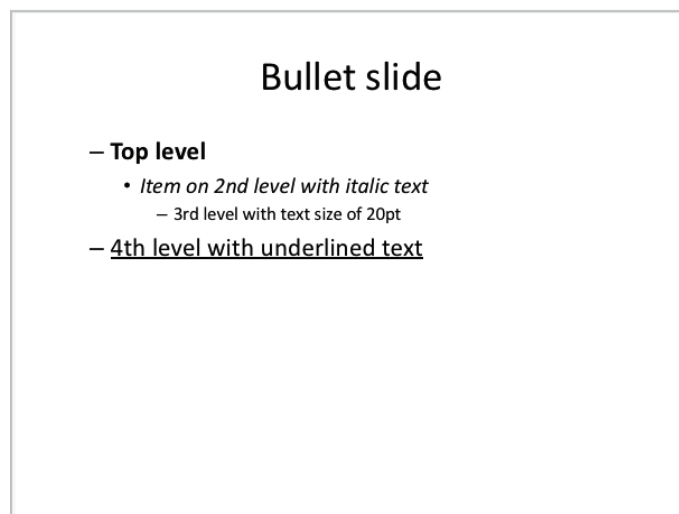 Bullet slide
– Top level
• Item on 2nd level with italic text
– 3rd level with text size of 20pt
– 4th level with underlined text